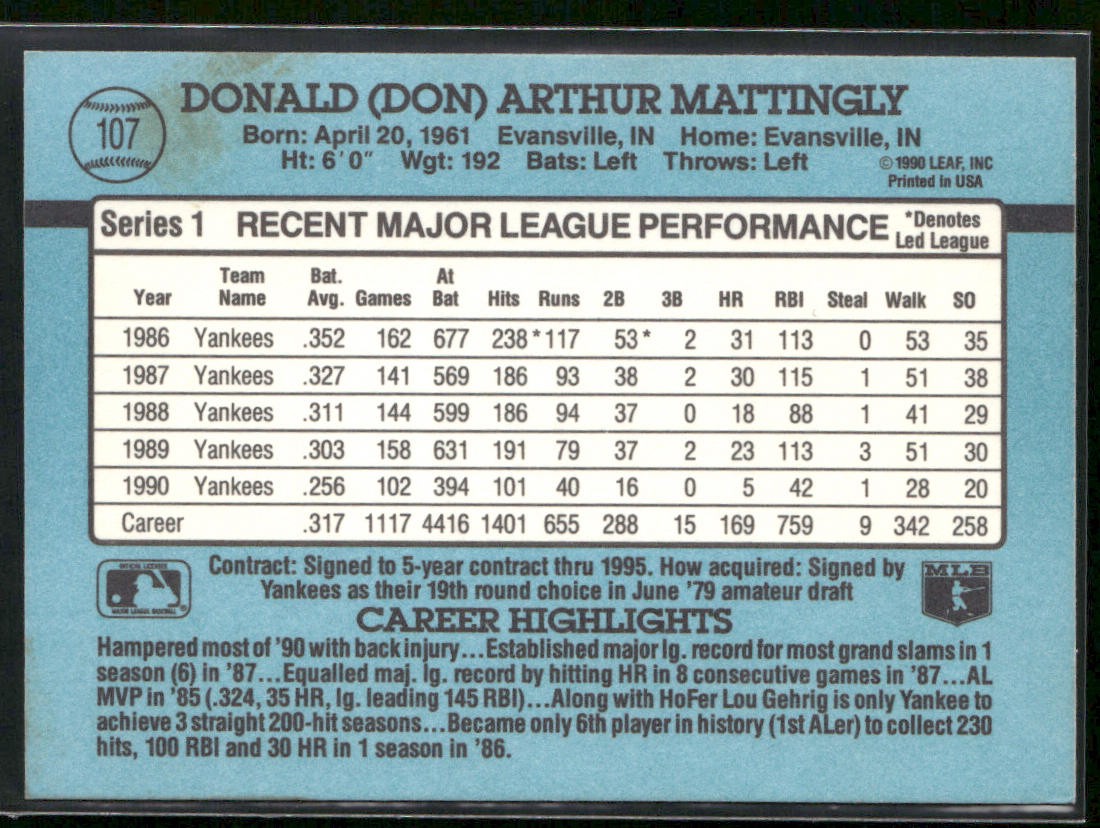 107
DONALD (DON) ARTHUR MATTINGLY
Born: April 20, 1961 Evansville, IN Home: Evansville, IN
Ht: 6'0" Wgt: 192 Bats: Left Throws: Left
© 1990 LEAF, INC
Printed in USA
Series 1 RECENT MAJOR LEAGUE PERFORMANCE *Denotes
Led League
Year Team Name Bat. Avg. Games At Bat Hits Runs 2B 3B HR RBI Steal Walk SO
1986 Yankees .352 162 677 238* 117 53* 2 31 113 0 53 35
1987 Yankees .327 141 569 186 93 38 2 30 115 1 51 38
1988 Yankees .311 144 599 186 94 37 0 18 88 1 41 29
1989 Yankees .303 158 631 191 79 37 2 23 113 3 51 30
1990 Yankees .256 102 394 101 40 16 0 5 42 1 28 20
Career .317 1117 4416 1401 655 288 15 169 759 9 342 258
OFFICIAL LICENSEE
MAJOR LEAGUE BASEBALL
Contract: Signed to 5-year contract thru 1995. How acquired: Signed by
Yankees as their 19th round choice in June '79 amateur draft
MLB
CAREER HIGHLIGHTS
Hampered most of '90 with back injury...Established major lg. record for most grand slams in 1
season (6) in '87...Equalled maj. lg. record by hitting HR in 8 consecutive games in '87...AL
MVP in '85 (.324, 35 HR, lg. leading 145 RBI)...Along with HoFer Lou Gehrig is only Yankee to
achieve 3 straight 200-hit seasons...Became only 6th player in history (1st ALer) to collect 230
hits, 100 RBI and 30 HR in 1 season in '86.